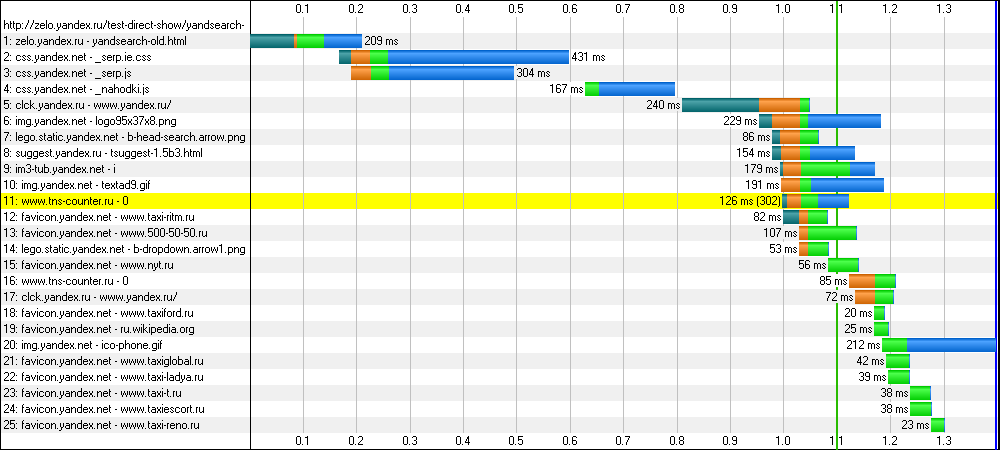 0.1 0.2 0.3 0.4 0.5 0.6 0.7 0.8 0.9 1.0 1.1 1.2 1.3
http://zelo.yandex.ru/test-direct-show/yandsearch-
1: zelo.yandex.ru - yandsearch-old.html 209 ms
2: css.yandex.net - _serp.ie.css 431 ms
3: css.yandex.net - _serp.js 304 ms
4: css.yandex.net - _nahodki.js 167 ms
5: clck.yandex.ru - www.yandex.ru/ 240 ms
6: img.yandex.net - logo95x37x8.png 229 ms
7: lego.static.yandex.net - b-head-search.arrow.png 86 ms
8: suggest.yandex.ru - tsuggest-1.5b3.html 154 ms
9: im3-tub.yandex.net - i 179 ms
10: img.yandex.net - textad9.gif 191 ms
11: www.tns-counter.ru - 0 126 ms (302)
12: favicon.yandex.net - www.taxi-ritm.ru 82 ms
13: favicon.yandex.net - www.500-50-50.ru 107 ms
14: lego.static.yandex.net - b-dropdown.arrow1.png 53 ms
15: favicon.yandex.net - www.nyt.ru 56 ms
16: www.tns-counter.ru - 0 85 ms
17: clck.yandex.ru - www.yandex.ru/ 72 ms
18: favicon.yandex.net - www.taxiford.ru 20 ms
19: favicon.yandex.net - ru.wikipedia.org 25 ms
20: img.yandex.net - ico-phone.gif 212 ms
21: favicon.yandex.net - www.taxiglobal.ru 42 ms
22: favicon.yandex.net - www.taxi-ladya.ru 39 ms
23: favicon.yandex.net - www.taxi-t.ru 38 ms
24: favicon.yandex.net - www.taxiescort.ru 38 ms
25: favicon.yandex.net - www.taxi-reno.ru 23 ms
0.1 0.2 0.3 0.4 0.5 0.6 0.7 0.8 0.9 1.0 1.1 1.2 1.3